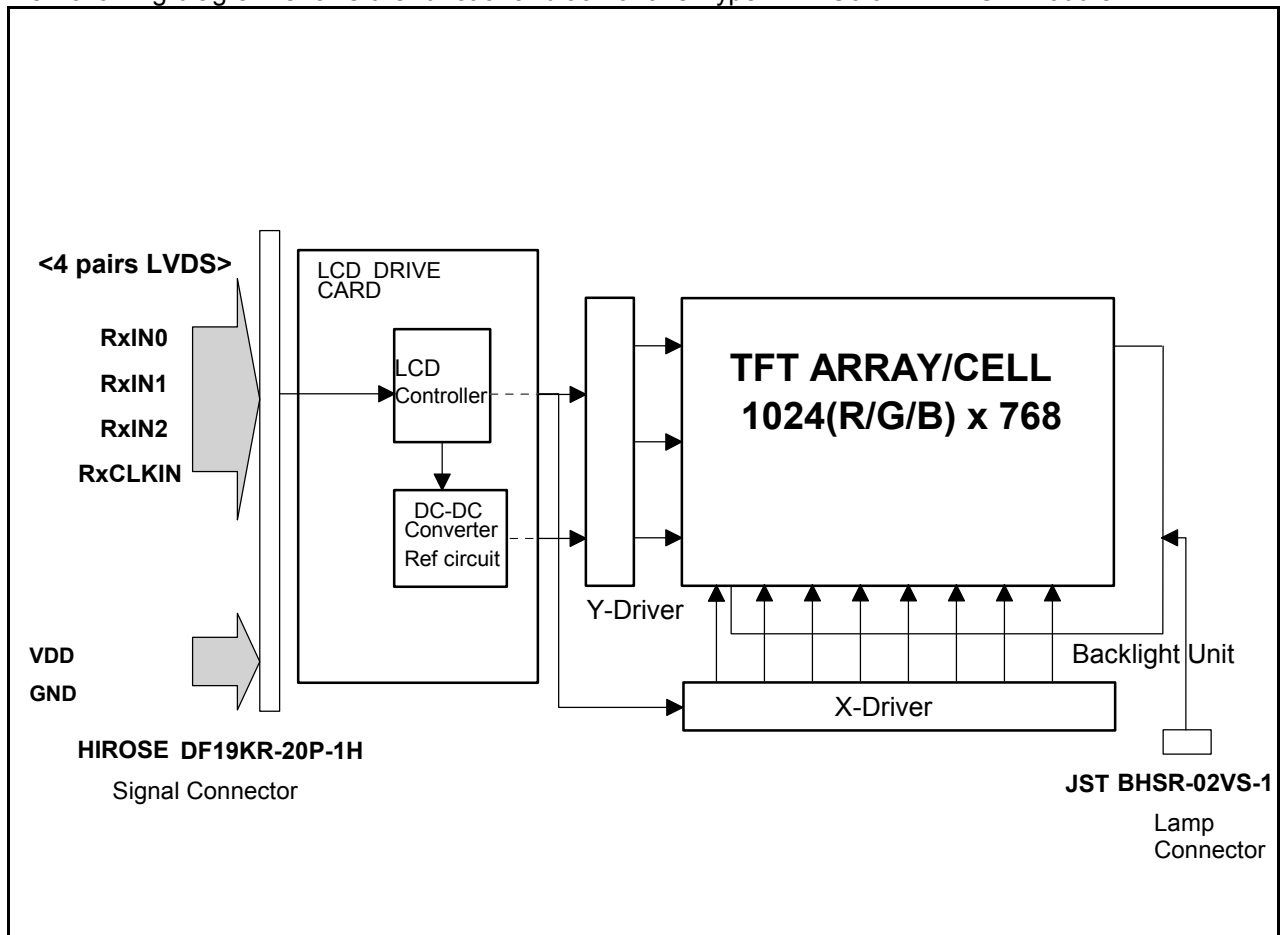 <4 pairs LVDS>
RxIN0
RxIN1
RxIN2
RxCLKIN
VDD
GND
HIROSE DF19KR-20P-1H
Signal Connector
LCD DRIVE
CARD
LCD
Controller
DC-DC
Converter
Ref circuit
Y-Driver
TFT ARRAY/CELL
1024(R/G/B) x 768
Backlight Unit
X-Driver
JST BHSR-02VS-1
Lamp
Connector